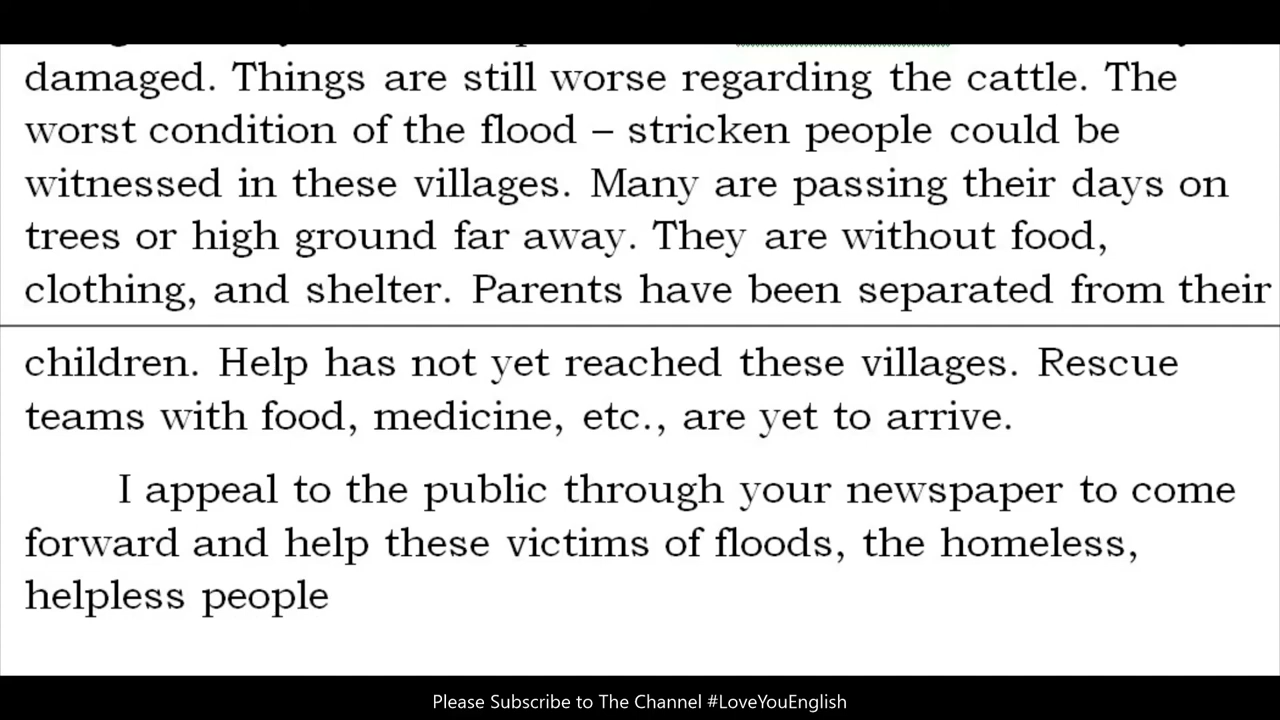 damaged. Things are still worse regarding the cattle. The
worst condition of the flood – stricken people could be
witnessed in these villages. Many are passing their days on
trees or high ground far away. They are without food,
clothing, and shelter. Parents have been separated from their
children. Help has not yet reached these villages. Rescue
teams with food, medicine, etc., are yet to arrive.
I appeal to the public through your newspaper to come
forward and help these victims of floods, the homeless,
helpless people
Please Subscribe to The Channel #LoveYouEnglish